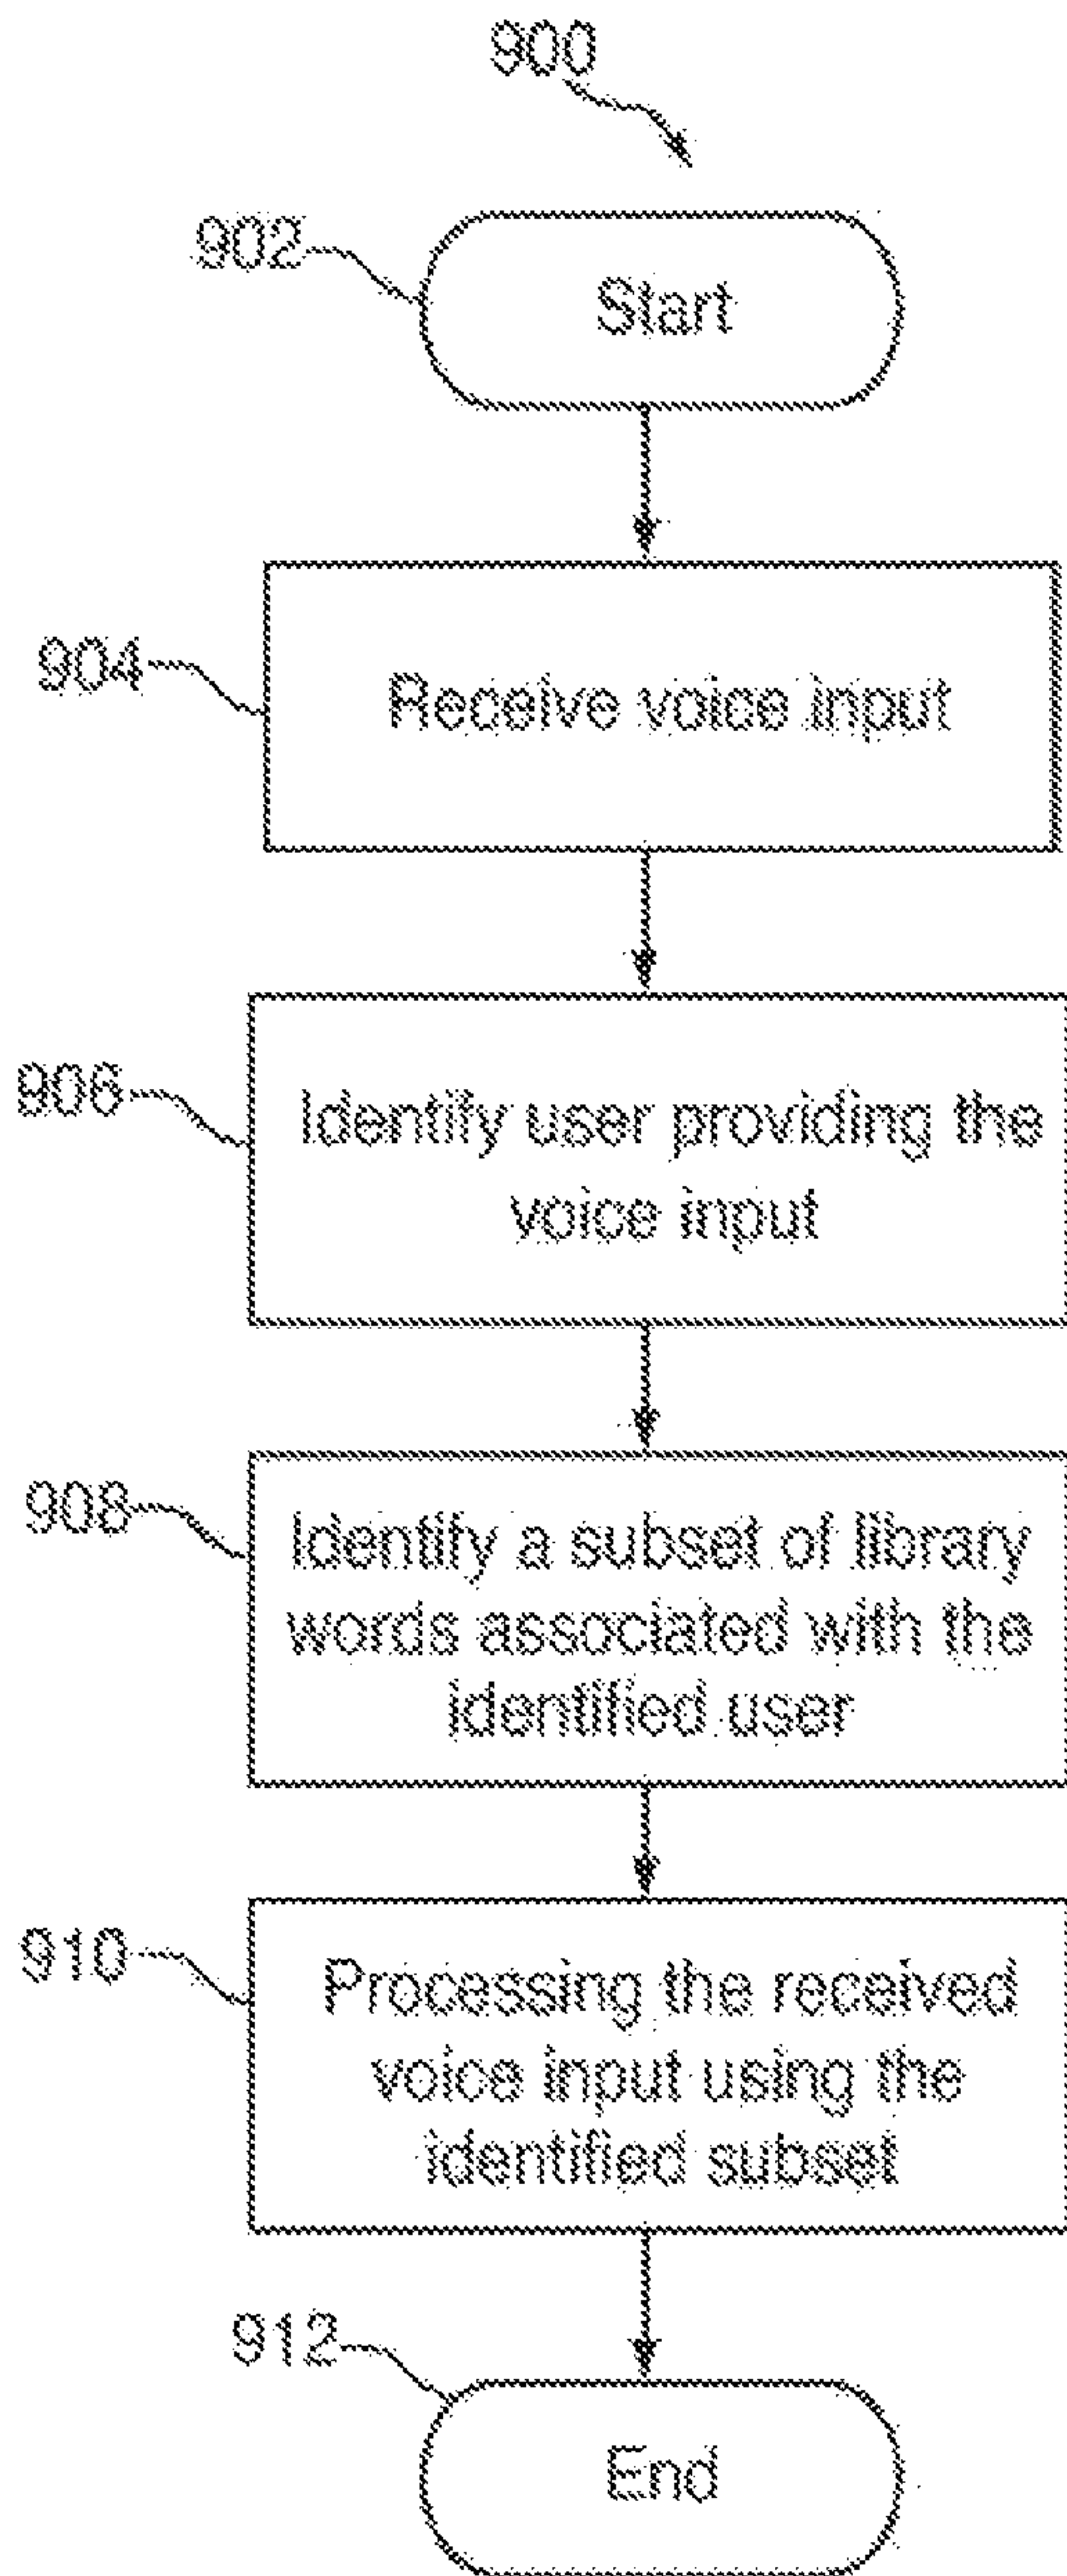 900
902
Start
904
Receive voice input
906
Identify user providing the
voice input
908
Identify a subset of library
words associated with the
identified user
910
Processing the received
voice input using the
identified subset
912
End